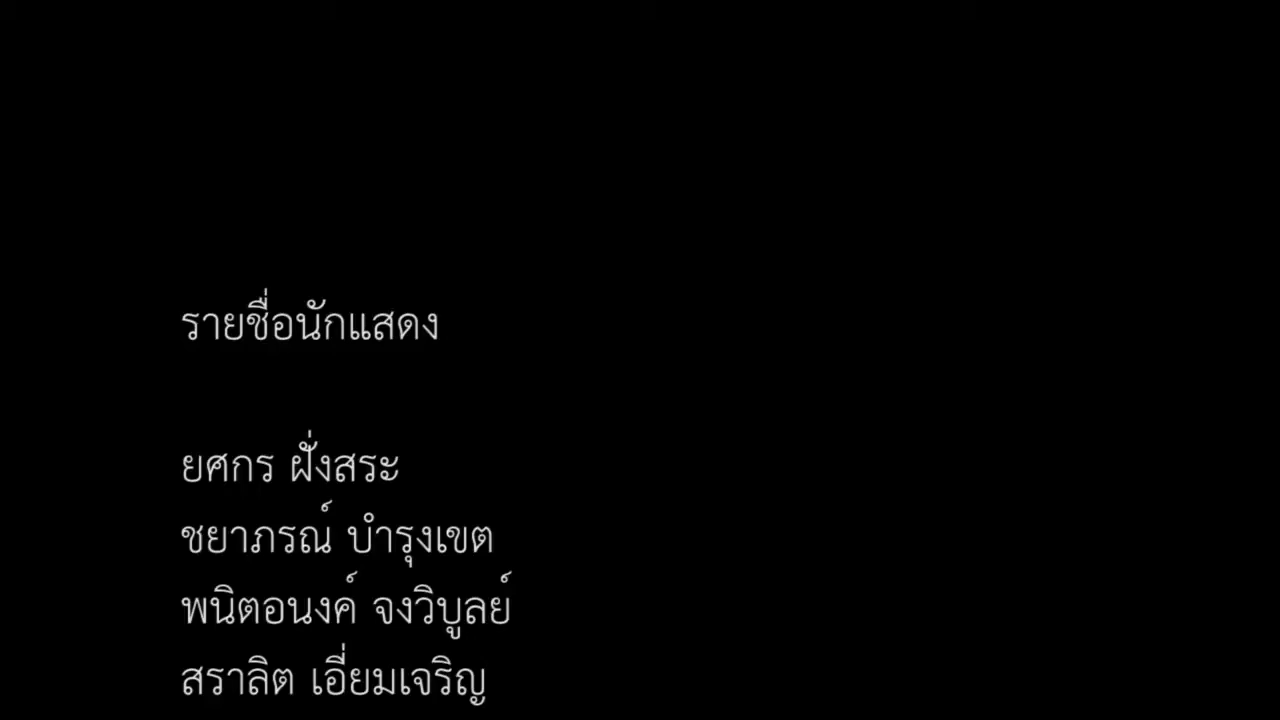 รายชื่อนักแสดง
ยศกร ฝั่งสระ
ชยาภรณ์ บำรุงเขต
พนิตอนงค์ จงวิบูลย์
สราลิต เอี่ยมเจริญ